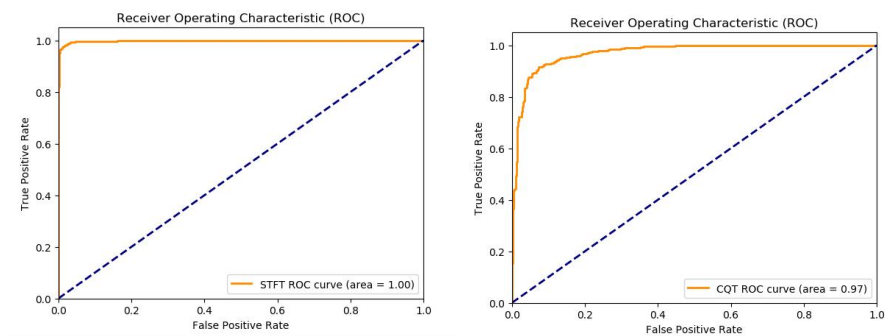 Receiver Operating Characteristic (ROC)
1.0
0.8
0.6
0.4
0.2
0.0
True Positive Rate
STFT ROC curve (area = 1.00)
0.0 0.2 0.4 0.6 0.8 1.0
False Positive Rate
Receiver Operating Characteristic (ROC)
1.0
0.8
0.6
0.4
0.2
0.0
True Positive Rate
CQT ROC curve (area = 0.97)
0.0 0.2 0.4 0.6 0.8 1.0
False Positive Rate